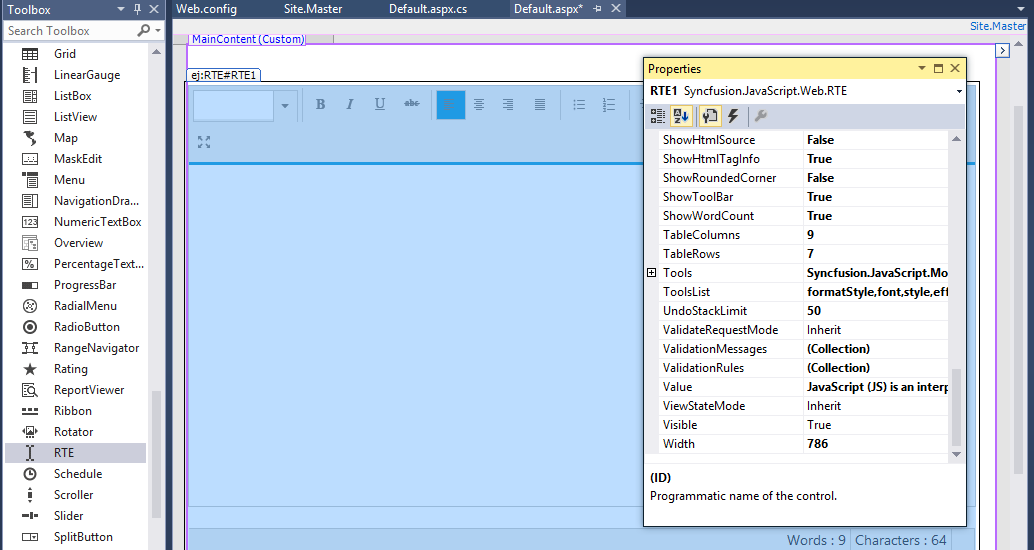 Toolbox
Search Toolbox
Grid
LinearGauge
ListBox
ListView
Map
MaskEdit
Menu
NavigationDra...
NumericTextBox
Overview
PercentageText...
ProgressBar
RadialMenu
RadioButton
RangeNavigator
Rating
ReportViewer
Ribbon
Rotator
RTE
Schedule
Scroller
Slider
SplitButton
Web.config Site.Master Default.aspx.cs Default.aspx*
Site.Master
MainContent (Custom)
ej:RTE#RTE1
B I U abc
Words : 9 Characters : 64
Properties
RTE1 Syncfusion.JavaScript.Web.RTE
ShowHtmlSource False
ShowHtmlTagInfo True
ShowRoundedCorner False
ShowToolBar True
ShowWordCount True
TableColumns 9
TableRows 7
Tools Syncfusion.JavaScript.Mo
ToolsList formatStyle,font,style,eff
UndoStackLimit 50
ValidateRequestMode Inherit
ValidationMessages (Collection)
ValidationRules (Collection)
Value JavaScript (JS) is an interp
ViewStateMode Inherit
Visible True
Width 786
(ID)
Programmatic name of the control.